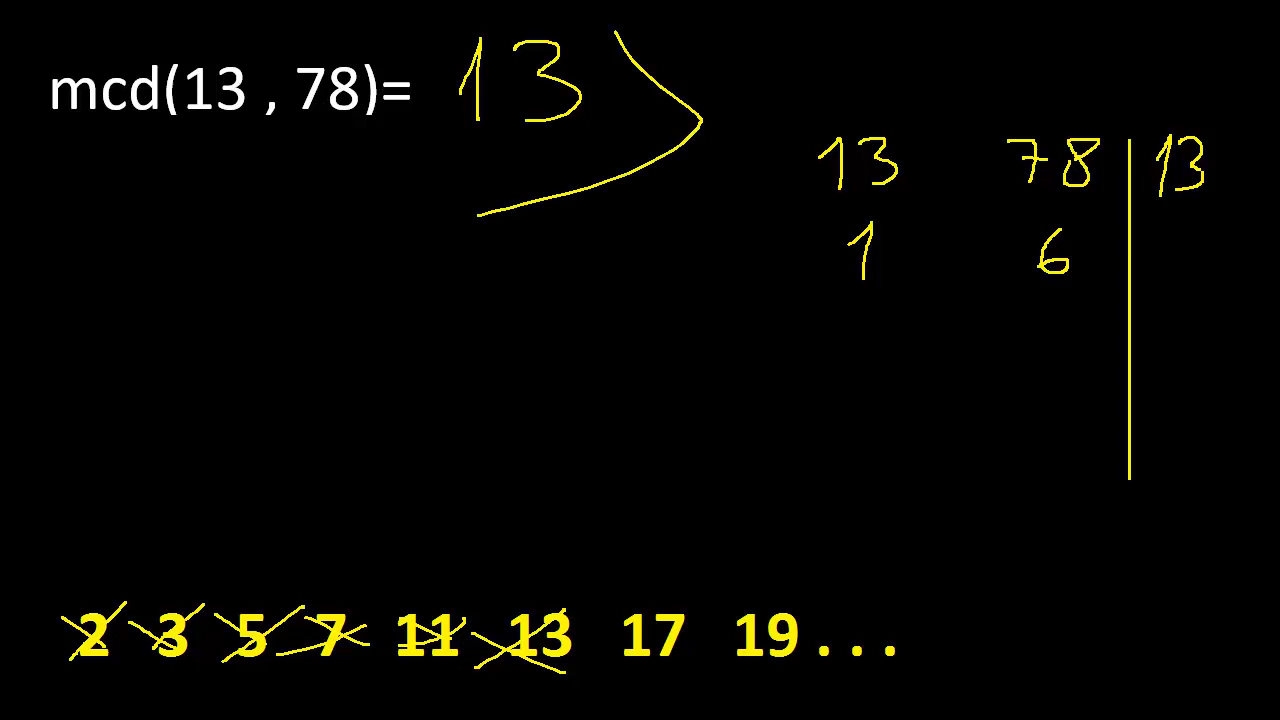 mcd(13 , 78)= 13
13 78 | 13
1 6
2 3 5 7 11 13 17 19 . . .